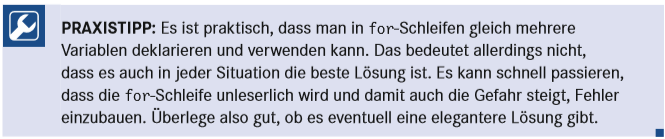 PRAXISTIPP: Es ist praktisch, dass man in for-Schleifen gleich mehrere
Variablen deklarieren und verwenden kann. Das bedeutet allerdings nicht,
dass es auch in jeder Situation die beste Lösung ist. Es kann schnell passieren,
dass die for-Schleife unleserlich wird und damit auch die Gefahr steigt, Fehler
einzubauen. Überlege also gut, ob es eventuell eine elegantere Lösung gibt.